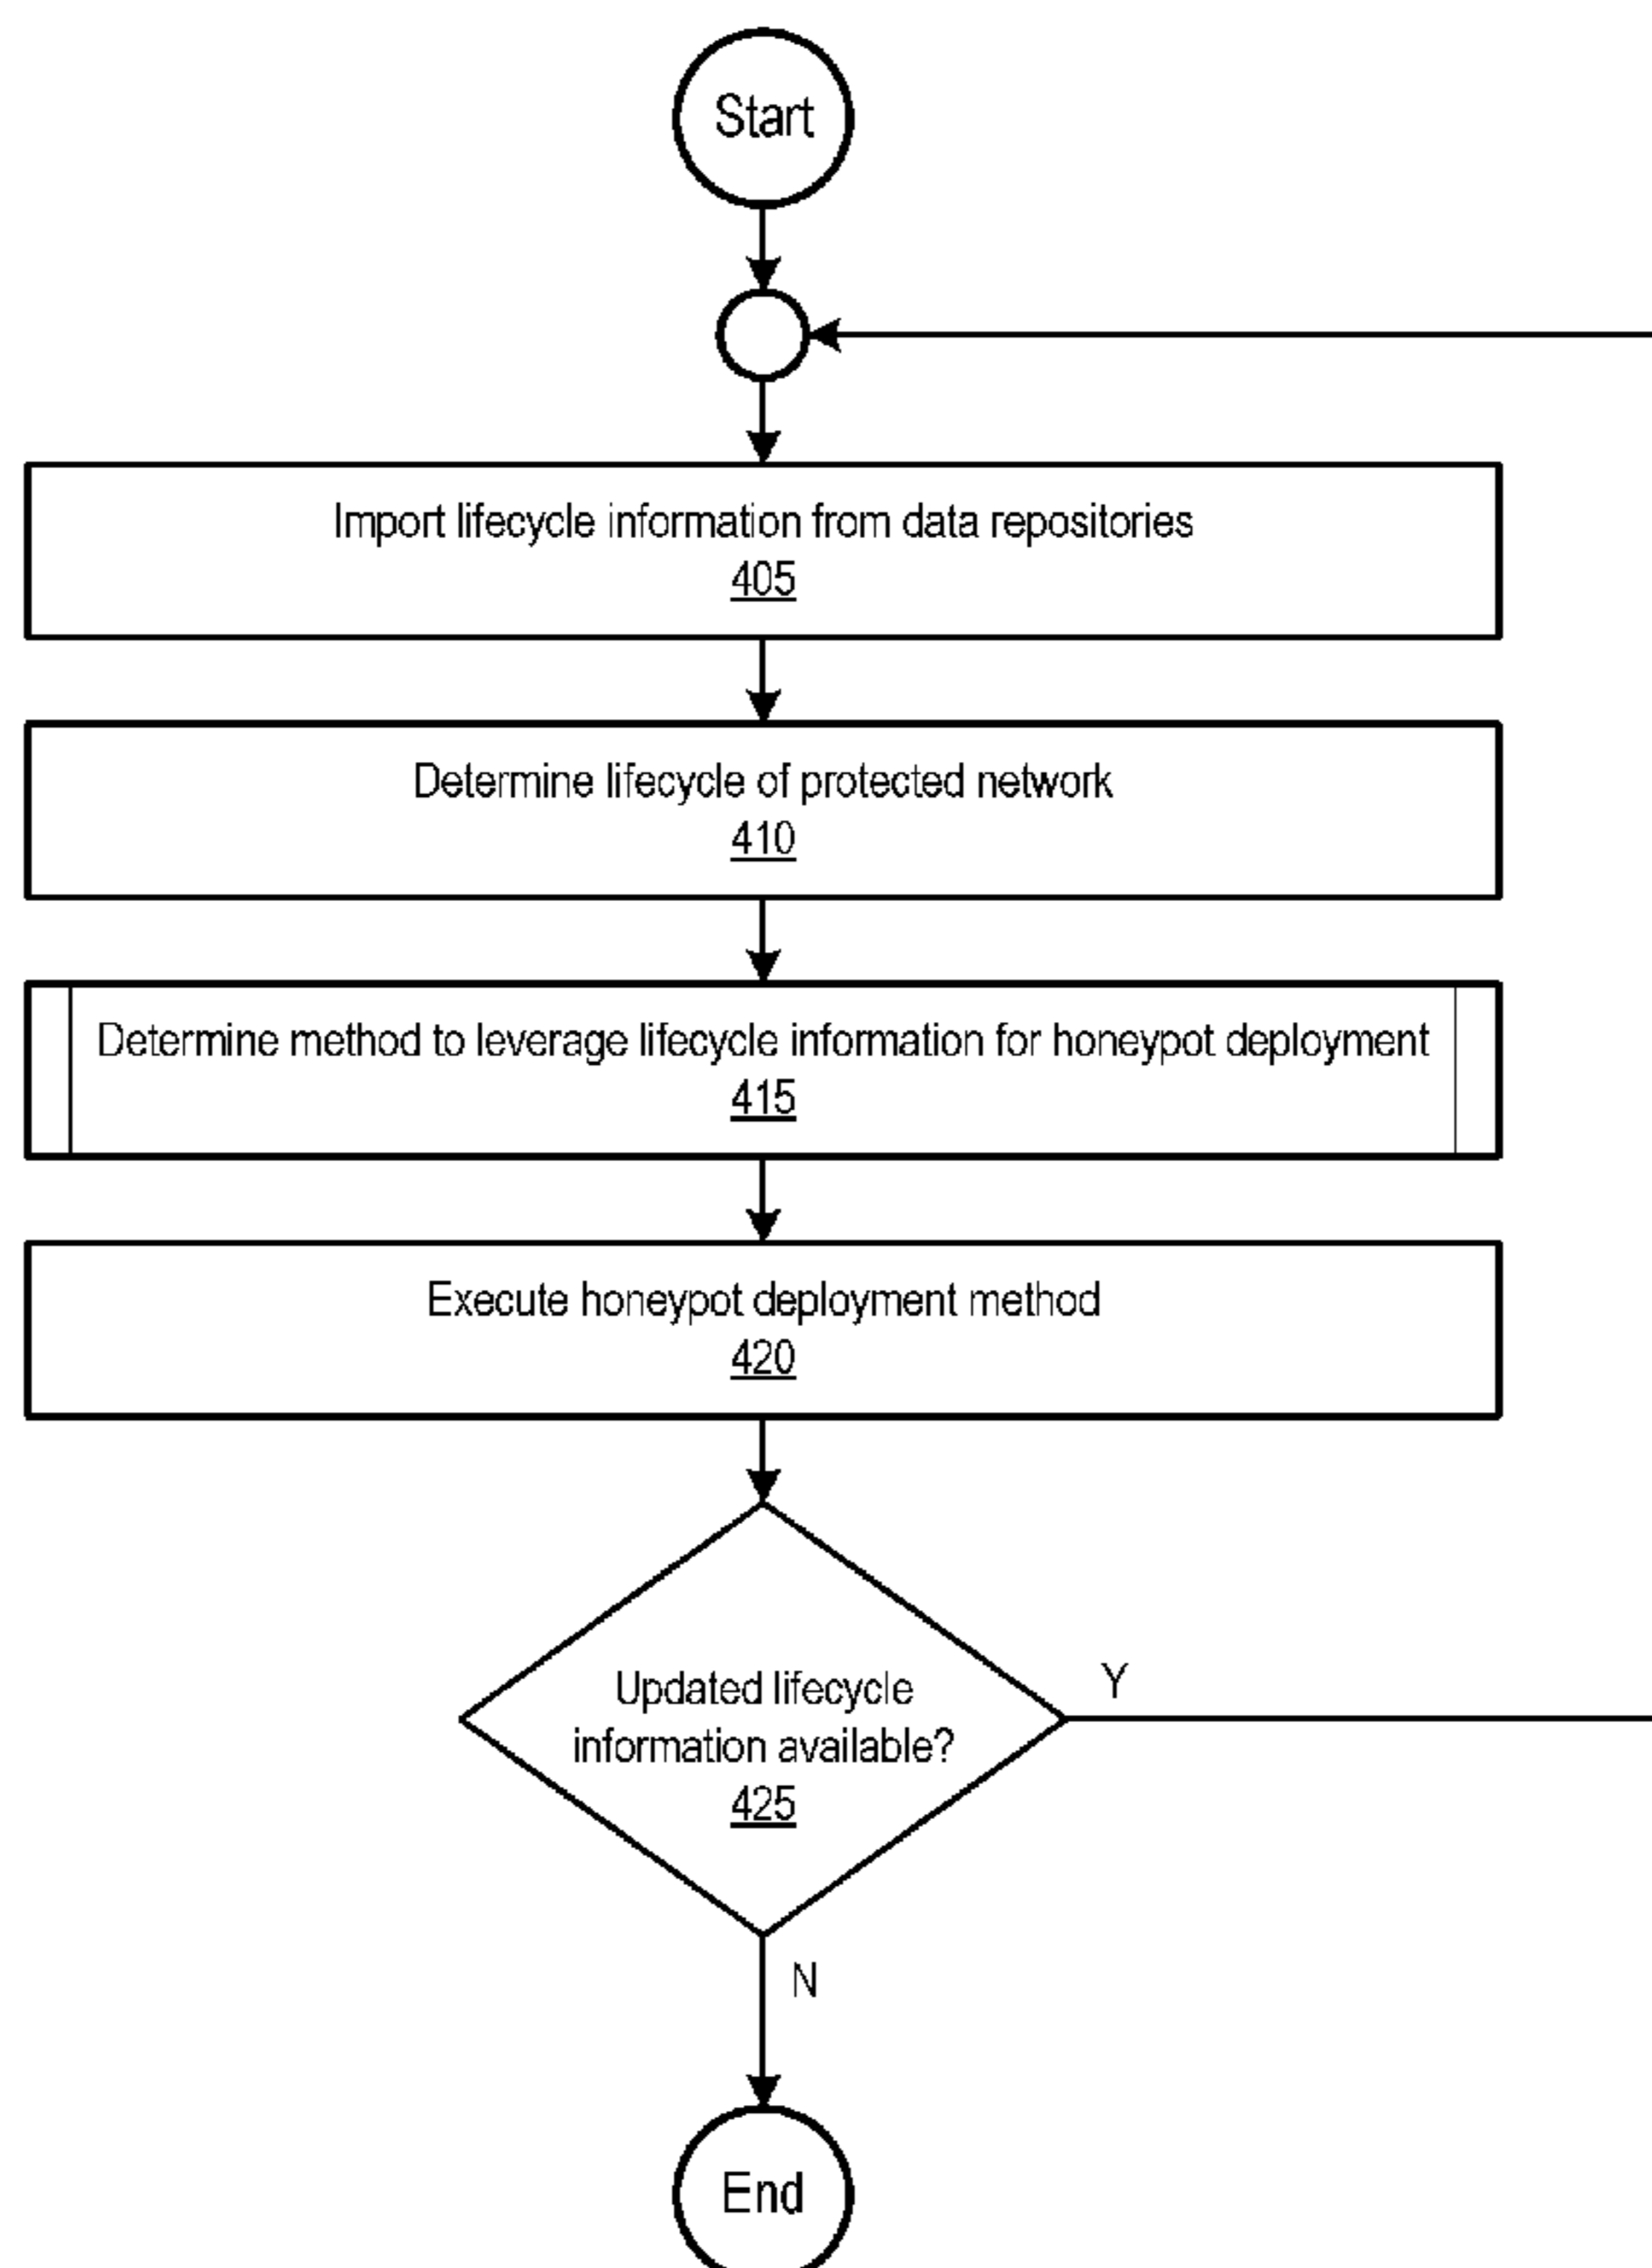 Start
Import lifecycle information from data repositories
405
Determine lifecycle of protected network
410
Determine method to leverage lifecycle information for honeypot deployment
415
Execute honeypot deployment method
420
Updated lifecycle
information available?
425
Y
N
End